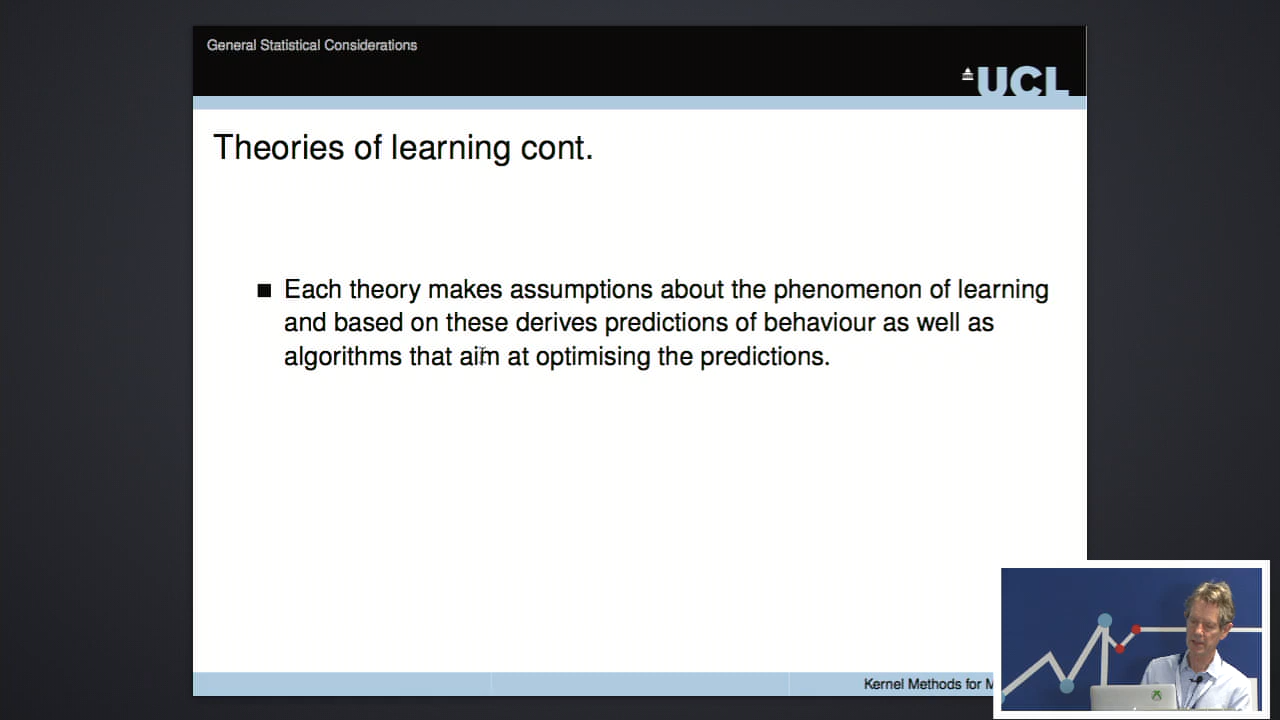 General Statistical Considerations
UCL
Theories of learning cont.
Each theory makes assumptions about the phenomenon of learning
and based on these derives predictions of behaviour as well as
algorithms that aim at optimising the predictions.
Kernel Methods for M